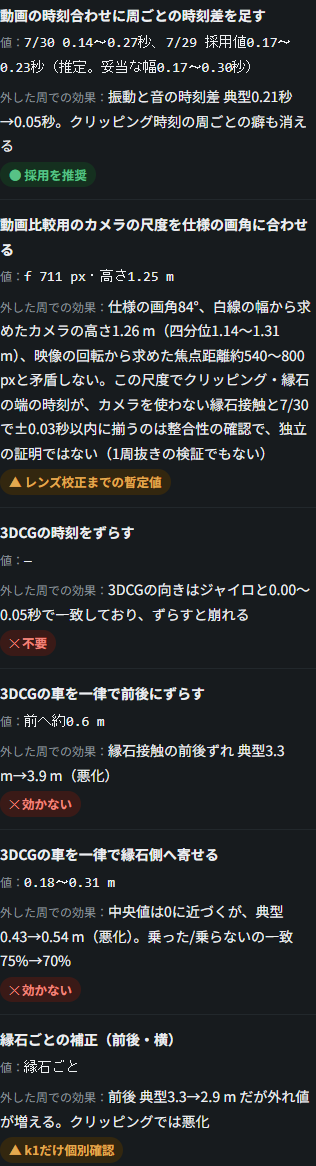 動画の時刻合わせに周ごとの時刻差を足す
値：7/30 0.14〜0.27秒、7/29 採用値0.17〜
0.23秒（推定。妥当な幅0.17〜0.30秒）
外した周での効果：振動と音の時刻差 典型0.21秒
→0.05秒。クリッピング時刻の周ごとの癖も消え
る
● 採用を推奨
動画比較用のカメラの尺度を仕様の画角に合わせ
る
値：f 711 px・高さ1.25 m
外した周での効果：仕様の画角84°、白線の幅から求
めたカメラの高さ1.26 m（四分位1.14〜1.31
m）、映像の回転から求めた焦点距離約540〜800
pxと矛盾しない。この尺度でクリッピング・縁石
の端の時刻が、カメラを使わない縁石接触と7/30
で±0.03秒以内に揃うのは整合性の確認で、独立
の証明ではない（1周抜きの検証でもない）
▲ レンズ校正までの暫定値
3DCGの時刻をずらす
値：—
外した周での効果：3DCGの向きはジャイロと0.00〜
0.05秒で一致しており、ずらすと崩れる
× 不要
3DCGの車を一律で前後にずらす
値：前へ約0.6 m
外した周での効果：縁石接触の前後ずれ 典型3.3
m→3.9 m（悪化）
× 効かない
3DCGの車を一律で縁石側へ寄せる
値：0.18〜0.31 m
外した周での効果：中央値は0に近づくが、典型
0.43→0.54 m（悪化）。乗った/乗らないの一致
75%→70%
× 効かない
縁石ごとの補正（前後・横）
値：縁石ごと
外した周での効果：前後 典型3.3→2.9 m だが外れ値
が増える。クリッピングでは悪化
▲ k1だけ個別確認